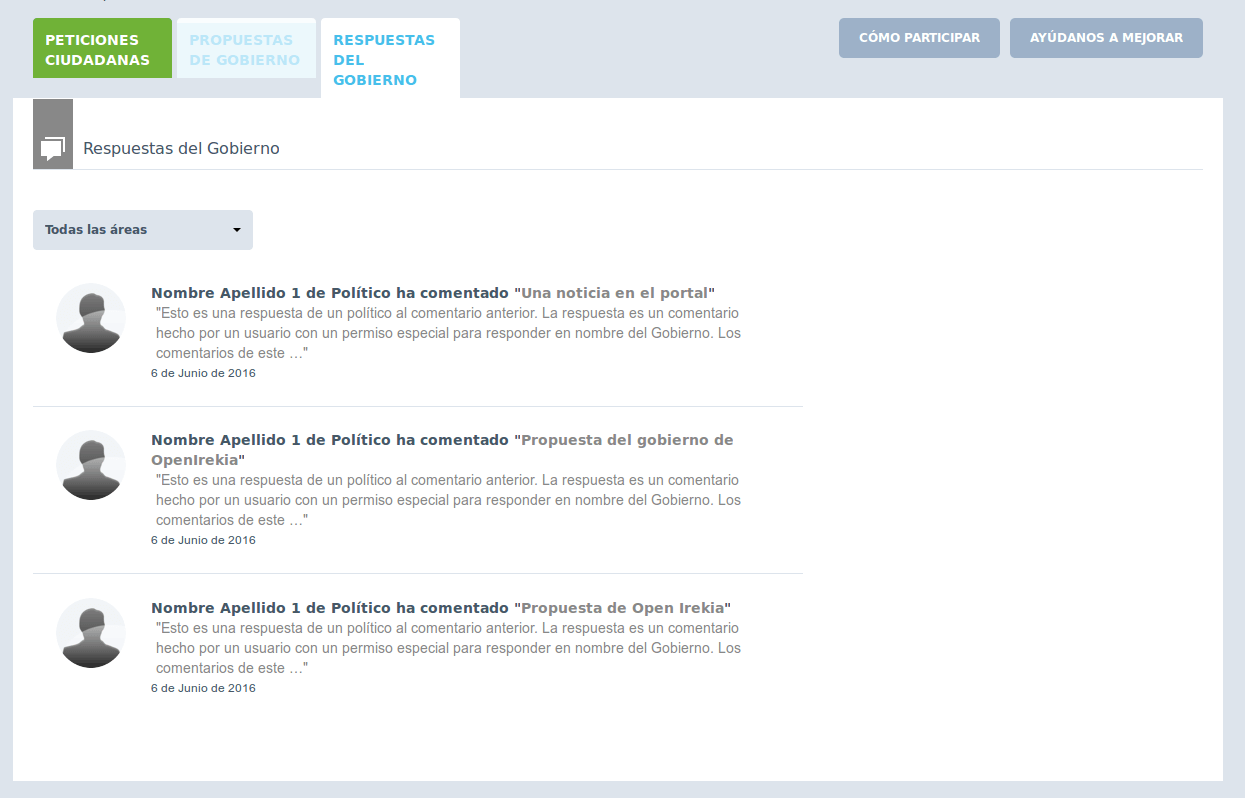 PETICIONES
CIUDADANAS
PROPUESTAS
DE GOBIERNO
RESPUESTAS
DEL
GOBIERNO
CÓMO PARTICIPAR
AYÚDANOS A MEJORAR
Respuestas del Gobierno
Todas las áreas
Nombre Apellido 1 de Político ha comentado "Una noticia en el portal"
"Esto es una respuesta de un político al comentario anterior. La respuesta es un comentario
hecho por un usuario con un permiso especial para responder en nombre del Gobierno. Los
comentarios de este …"
6 de Junio de 2016
Nombre Apellido 1 de Político ha comentado "Propuesta del gobierno de
OpenIrekia"
"Esto es una respuesta de un político al comentario anterior. La respuesta es un comentario
hecho por un usuario con un permiso especial para responder en nombre del Gobierno. Los
comentarios de este …"
6 de Junio de 2016
Nombre Apellido 1 de Político ha comentado "Propuesta de Open Irekia"
"Esto es una respuesta de un político al comentario anterior. La respuesta es un comentario
hecho por un usuario con un permiso especial para responder en nombre del Gobierno. Los
comentarios de este …"
6 de Junio de 2016